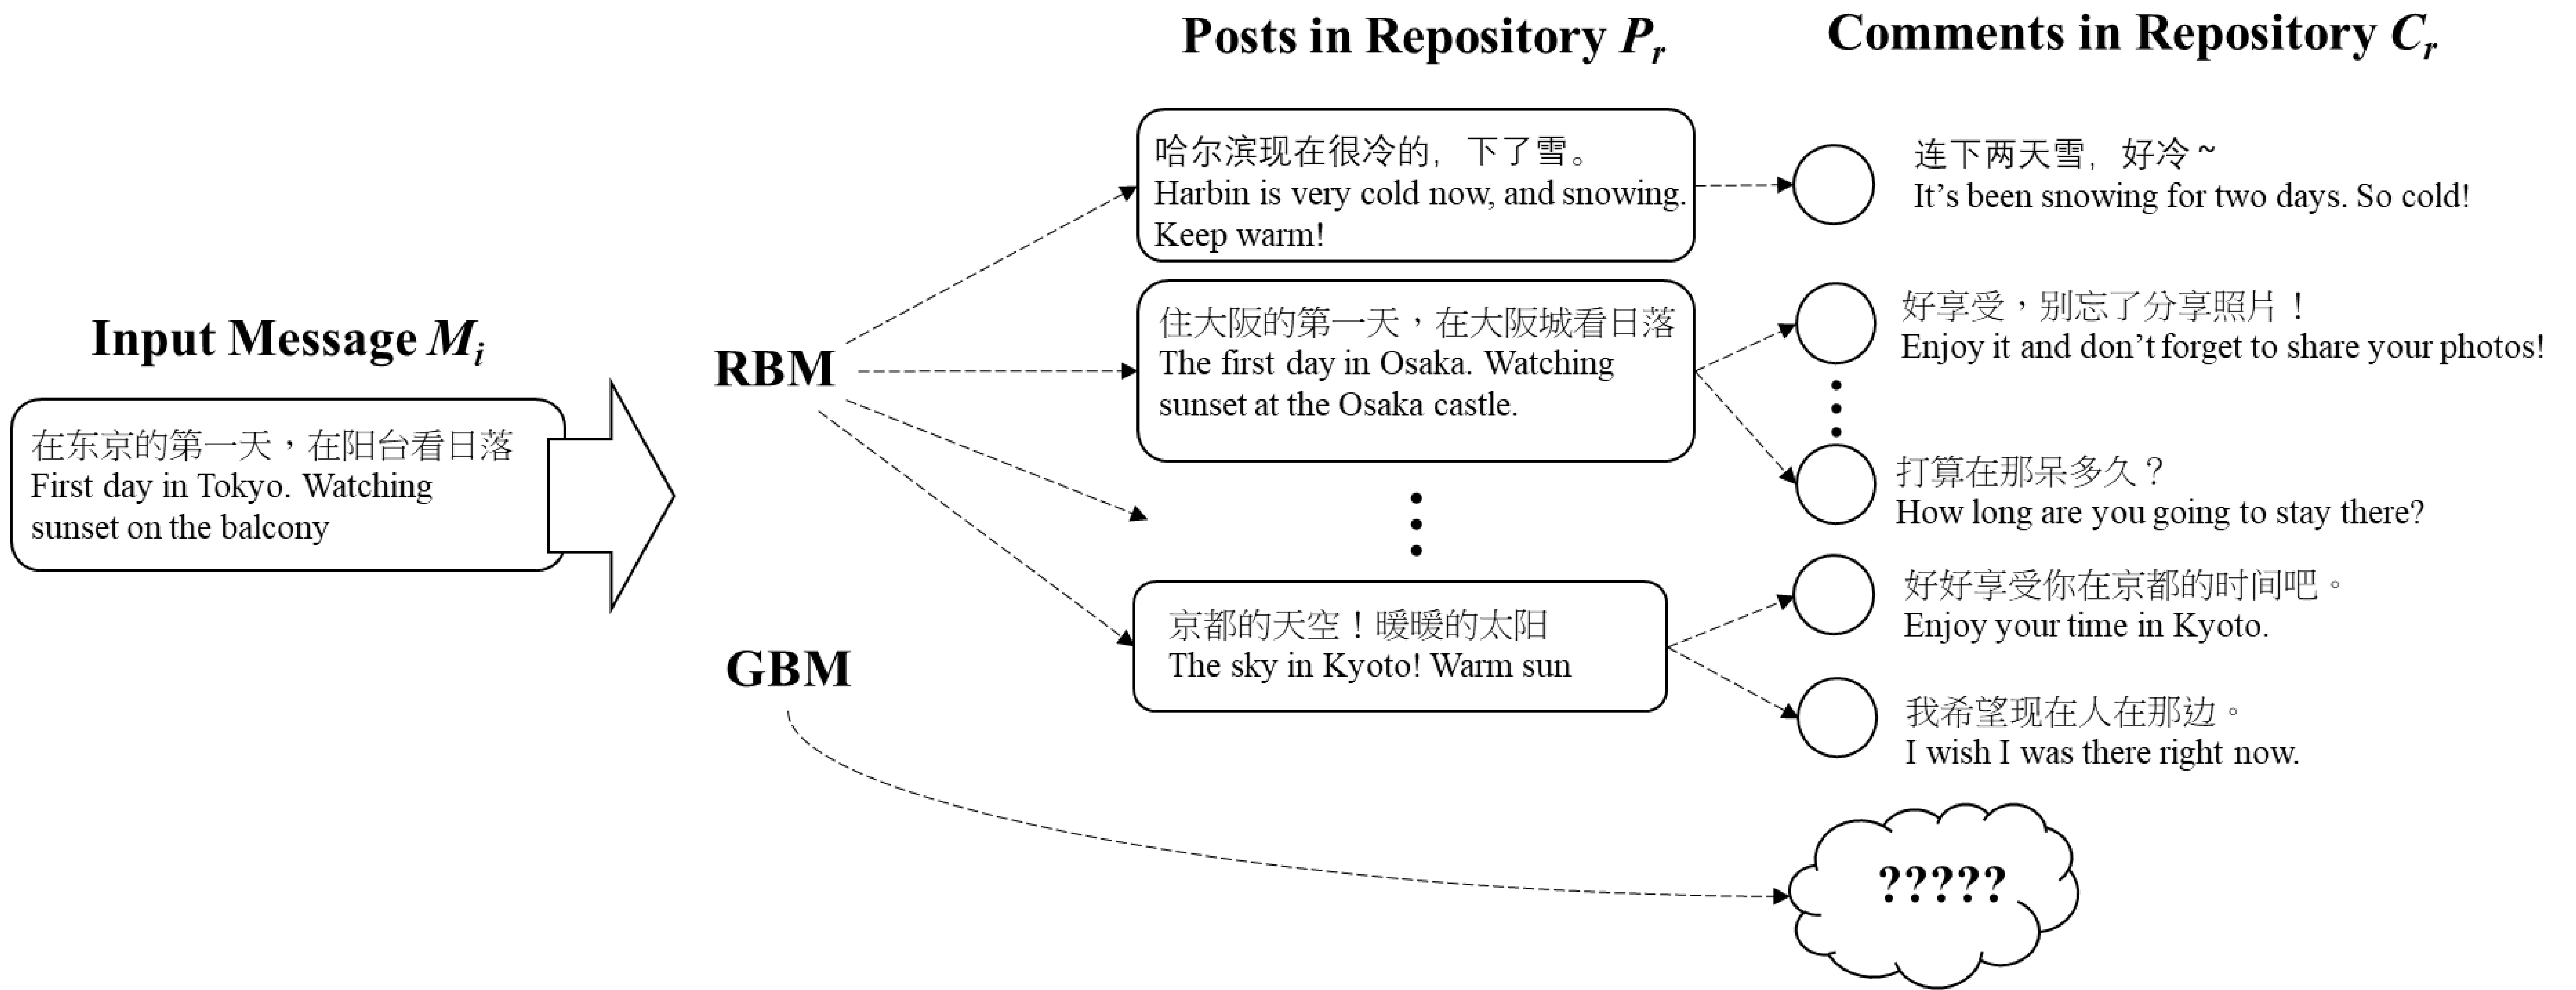 Posts in Repository Pr
Comments in Repository Cr
哈尔滨现在很冷的，下了雪。
Harbin is very cold now, and snowing.
Keep warm!
连下两天雪，好冷~
It's been snowing for two days. So cold!
住大阪的第一天，在大阪城看日落
The first day in Osaka. Watching
sunset at the Osaka castle.
好享受，别忘了分享照片！
Enjoy it and don't forget to share your photos!
打算在那呆多久？
How long are you going to stay there?
Input Message Mi
在东京的第一天，在阳台看日落
First day in Tokyo. Watching
sunset on the balcony
RBM
GBM
京都的天空！暖暖的太阳
The sky in Kyoto! Warm sun
好好享受你在京都的时间吧。
Enjoy your time in Kyoto.
我希望现在人在那边。
I wish I was there right now.
?????